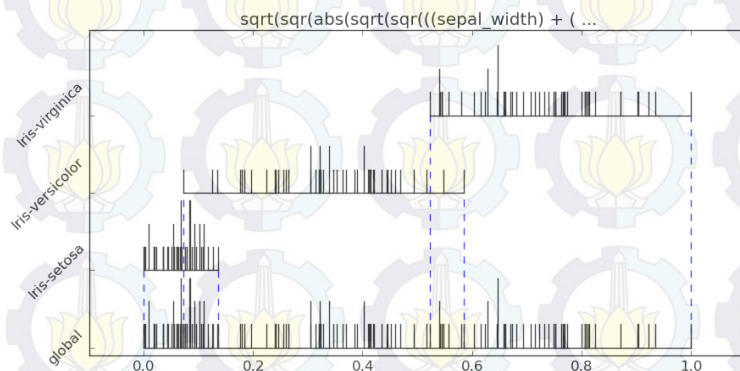 sqrt(sqr(abs(sqrt(sqr(((sepal_width) + ( ...
Iris-virginica
Iris-versicolor
Iris-setosa
global
0.0 0.2 0.4 0.6 0.8 1.0